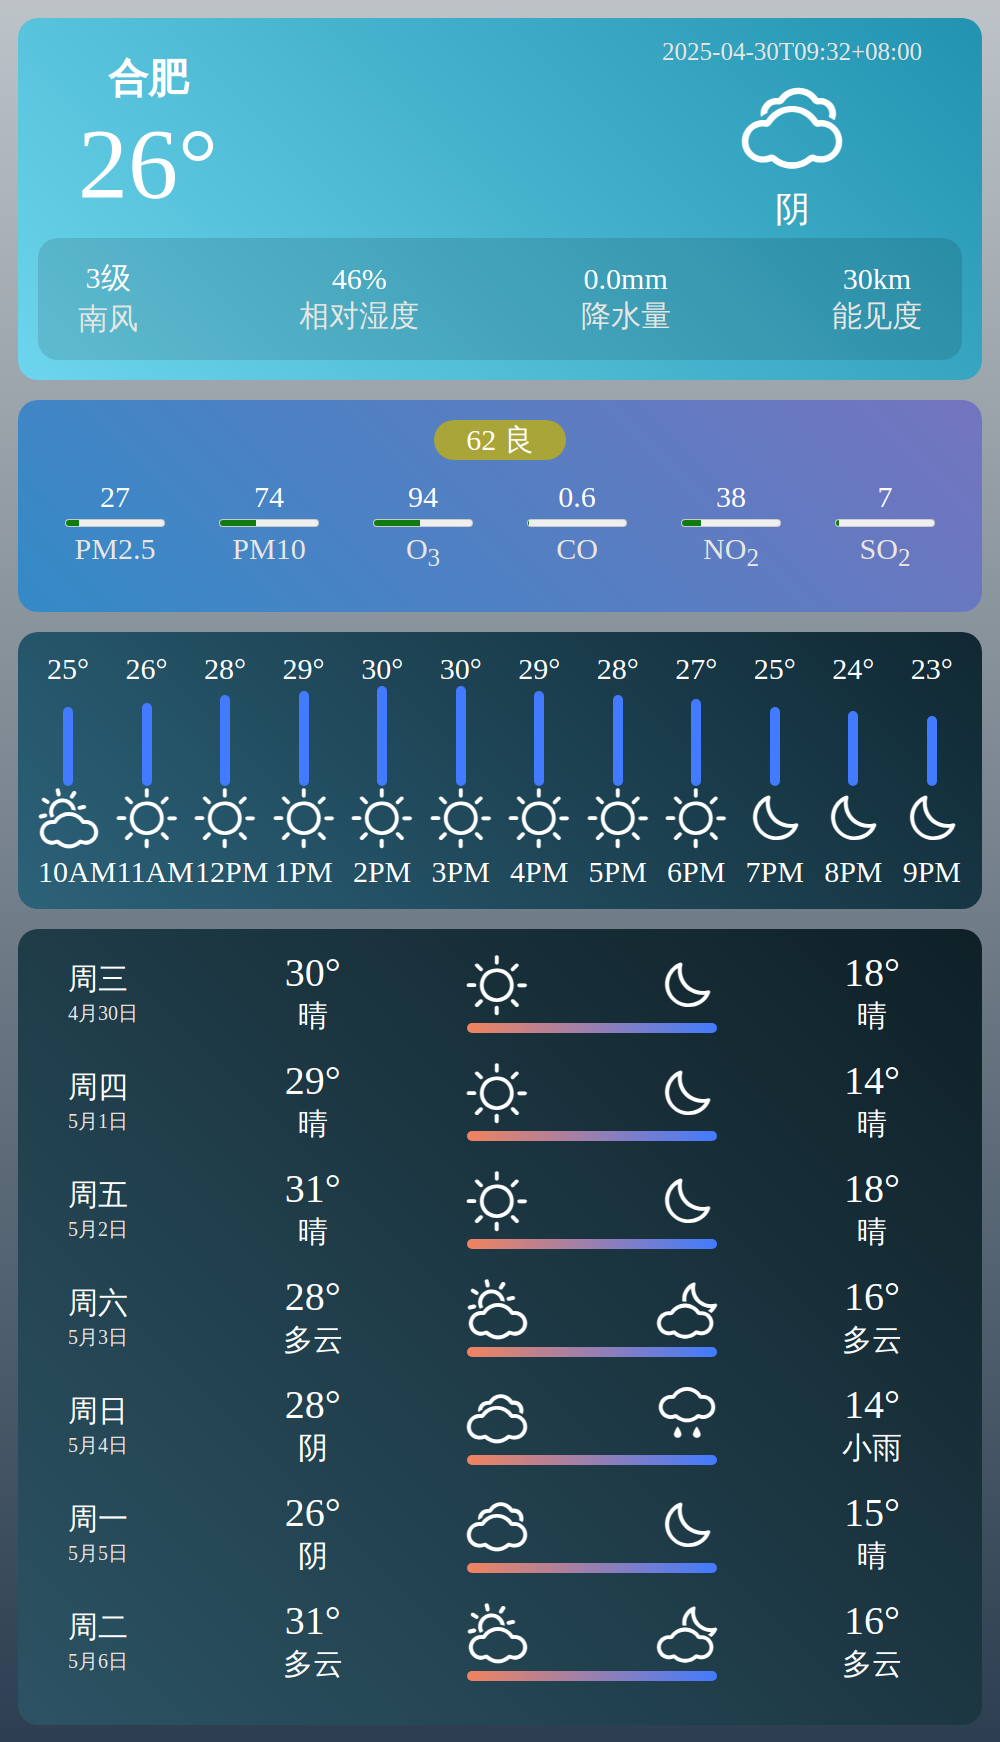 合肥
26°
2025-04-30T09:32+08:00
阴
3级 46% 0.0mm 30km
南风 相对湿度 降水量 能见度
62 良
27 74 94 0.6 38 7
PM2.5 PM10 O3 CO NO2 SO2
25° 26° 28° 29° 30° 30° 29° 28° 27° 25° 24° 23°
10AM 11AM 12PM 1PM 2PM 3PM 4PM 5PM 6PM 7PM 8PM 9PM
周三 30° 18°
4月30日 晴 晴
周四 29° 14°
5月1日 晴 晴
周五 31° 18°
5月2日 晴 晴
周六 28° 16°
5月3日 多云 多云
周日 28° 14°
5月4日 阴 小雨
周一 26° 15°
5月5日 阴 晴
周二 31° 16°
5月6日 多云 多云